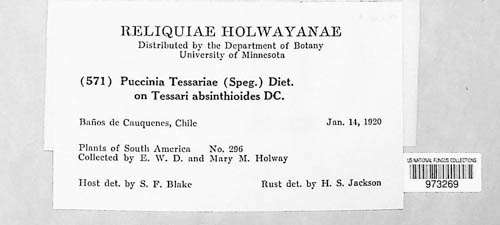 RELIQUIAE HOLWAYANAE
Distributed by the Department of Botany
University of Minnesota
(571) Puccinia Tessariae (Speg.) Diet.
on Tessari absinthioides DC.
Baños de Cauquenes, Chile Jan. 14, 1920
Plants of South America No. 296
Collected by E. W. D. and Mary M. Holway
Host det. by S. F. Blake Rust det. by H. S. Jackson
US NATIONAL FUNGUS COLLECTIONS
973269